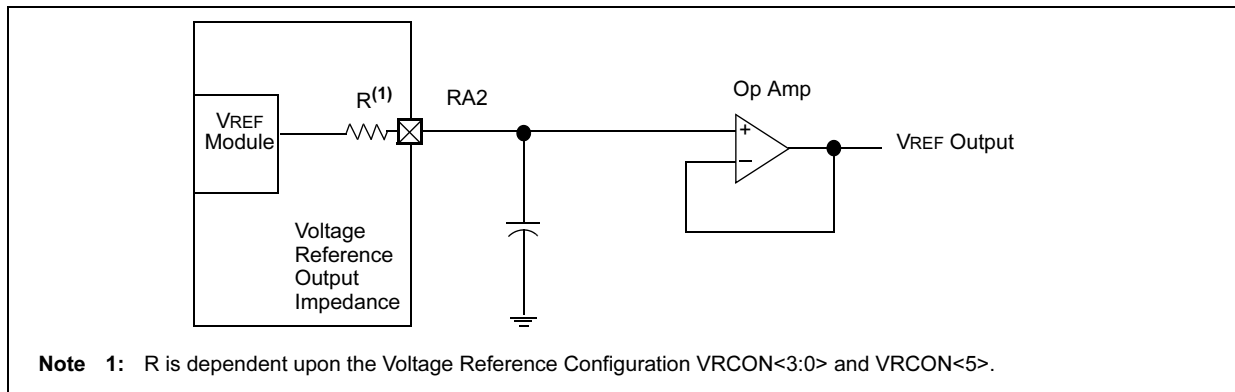 VREF
Module
R(1)
RA2
Op Amp
+
–
VREF Output
Voltage
Reference
Output
Impedance
Note 1: R is dependent upon the Voltage Reference Configuration VRCON<3:0> and VRCON<5>.